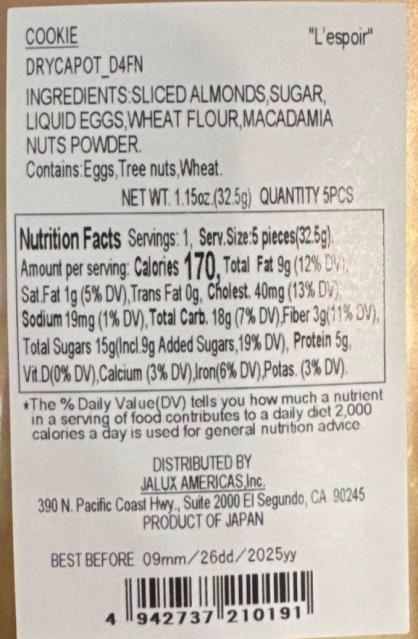 COOKIE "L'espoir"
DRYCAPOT_D4FN
INGREDIENTS:SLICED ALMONDS,SUGAR,
LIQUID EGGS,WHEAT FLOUR,MACADAMIA
NUTS POWDER.
Contains:Eggs,Tree nuts,Wheat.
NET WT. 1.15oz.(32.5g) QUANTITY 5PCS
Nutrition Facts Servings: 1, Serv.Size:5 pieces(32.5g),
Amount per serving: Calories 170, Total Fat 9g (12% DV),
Sat.Fat 1g (5% DV),Trans Fat 0g, Cholest. 40mg (13% DV),
Sodium 19mg (1% DV),Total Carb. 18g (7% DV),Fiber 3g(11% DV),
Total Sugars 15g(Incl.9g Added Sugars,19% DV), Protein 5g,
Vit.D(0% DV),Calcium (3% DV),Iron(6% DV),Potas. (3% DV).
*The % Daily Value(DV) tells you how much a nutrient
in a serving of food contributes to a daily diet 2,000
calories a day is used for general nutrition advice.
DISTRIBUTED BY
JALUX AMERICAS,Inc.
390 N. Pacific Coast Hwy., Suite 2000 El Segundo, CA 90245
PRODUCT OF JAPAN
BEST BEFORE 09mm/26dd/2025yy
4 942737 210191